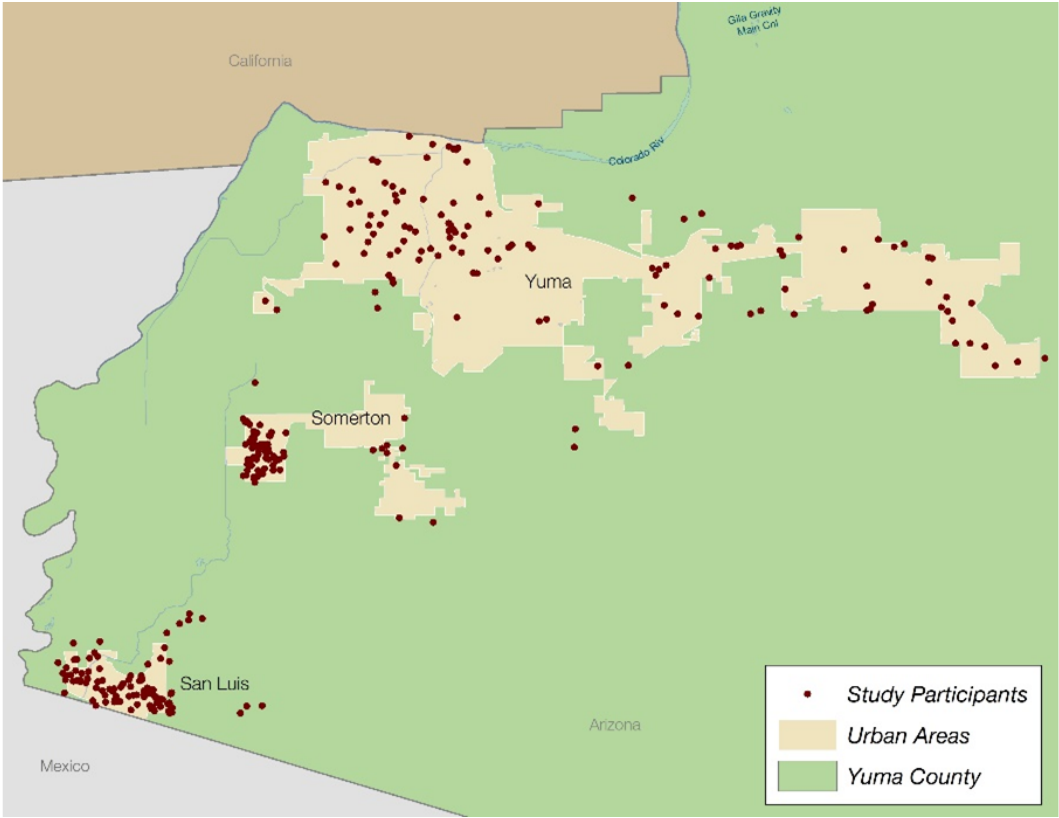 Gila Gravity
Main Cnl
California
Colorado Riv
Yuma
Somerton
San Luis
Arizona
Mexico
Study Participants
Urban Areas
Yuma County